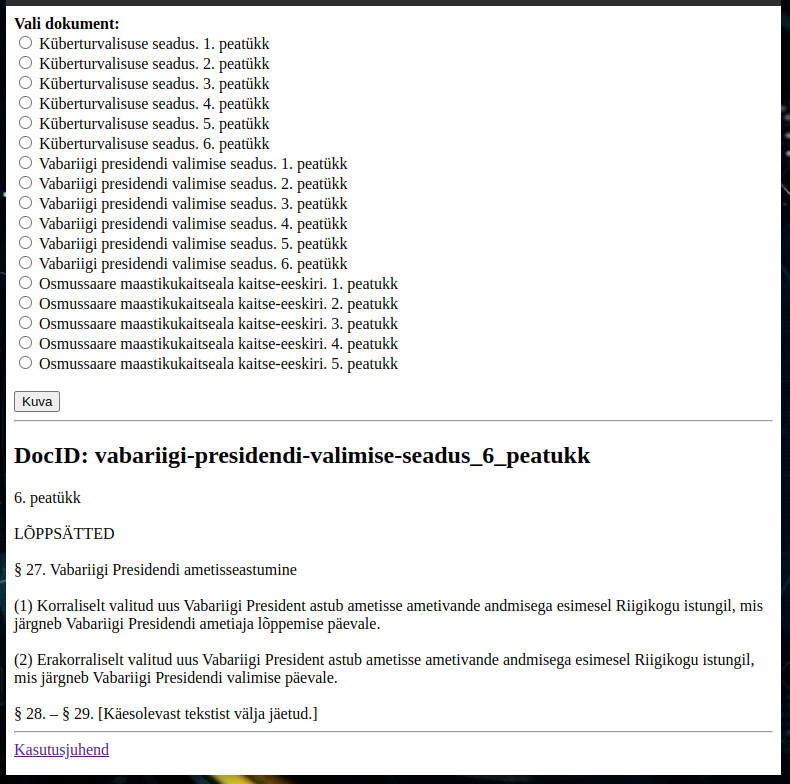 Vali dokument:
Küberturvalisuse seadus. 1. peatükk
Küberturvalisuse seadus. 2. peatükk
Küberturvalisuse seadus. 3. peatükk
Küberturvalisuse seadus. 4. peatükk
Küberturvalisuse seadus. 5. peatükk
Küberturvalisuse seadus. 6. peatükk
Vabariigi presidendi valimise seadus. 1. peatükk
Vabariigi presidendi valimise seadus. 2. peatükk
Vabariigi presidendi valimise seadus. 3. peatükk
Vabariigi presidendi valimise seadus. 4. peatükk
Vabariigi presidendi valimise seadus. 5. peatükk
Vabariigi presidendi valimise seadus. 6. peatükk
Osmussaare maastikukaitseala kaitse-eeskiri. 1. peatukk
Osmussaare maastikukaitseala kaitse-eeskiri. 2. peatukk
Osmussaare maastikukaitseala kaitse-eeskiri. 3. peatukk
Osmussaare maastikukaitseala kaitse-eeskiri. 4. peatukk
Osmussaare maastikukaitseala kaitse-eeskiri. 5. peatukk
Kuva
DocID: vabariigi-presidendi-valimise-seadus_6_peatukk
6. peatükk
LÕPPSÄTTED
§ 27. Vabariigi Presidendi ametisseastumine
(1) Korraliselt valitud uus Vabariigi President astub ametisse ametivande andmisega esimesel Riigikogu istungil, mis
järgneb Vabariigi Presidendi ametiaja lõppemise päevale.
(2) Erakorraliselt valitud uus Vabariigi President astub ametisse ametivande andmisega esimesel Riigikogu istungil,
mis järgneb Vabariigi Presidendi valimise päevale.
§ 28. – § 29. [Käesolevast tekstist välja jäetud.]
Kasutusjuhend